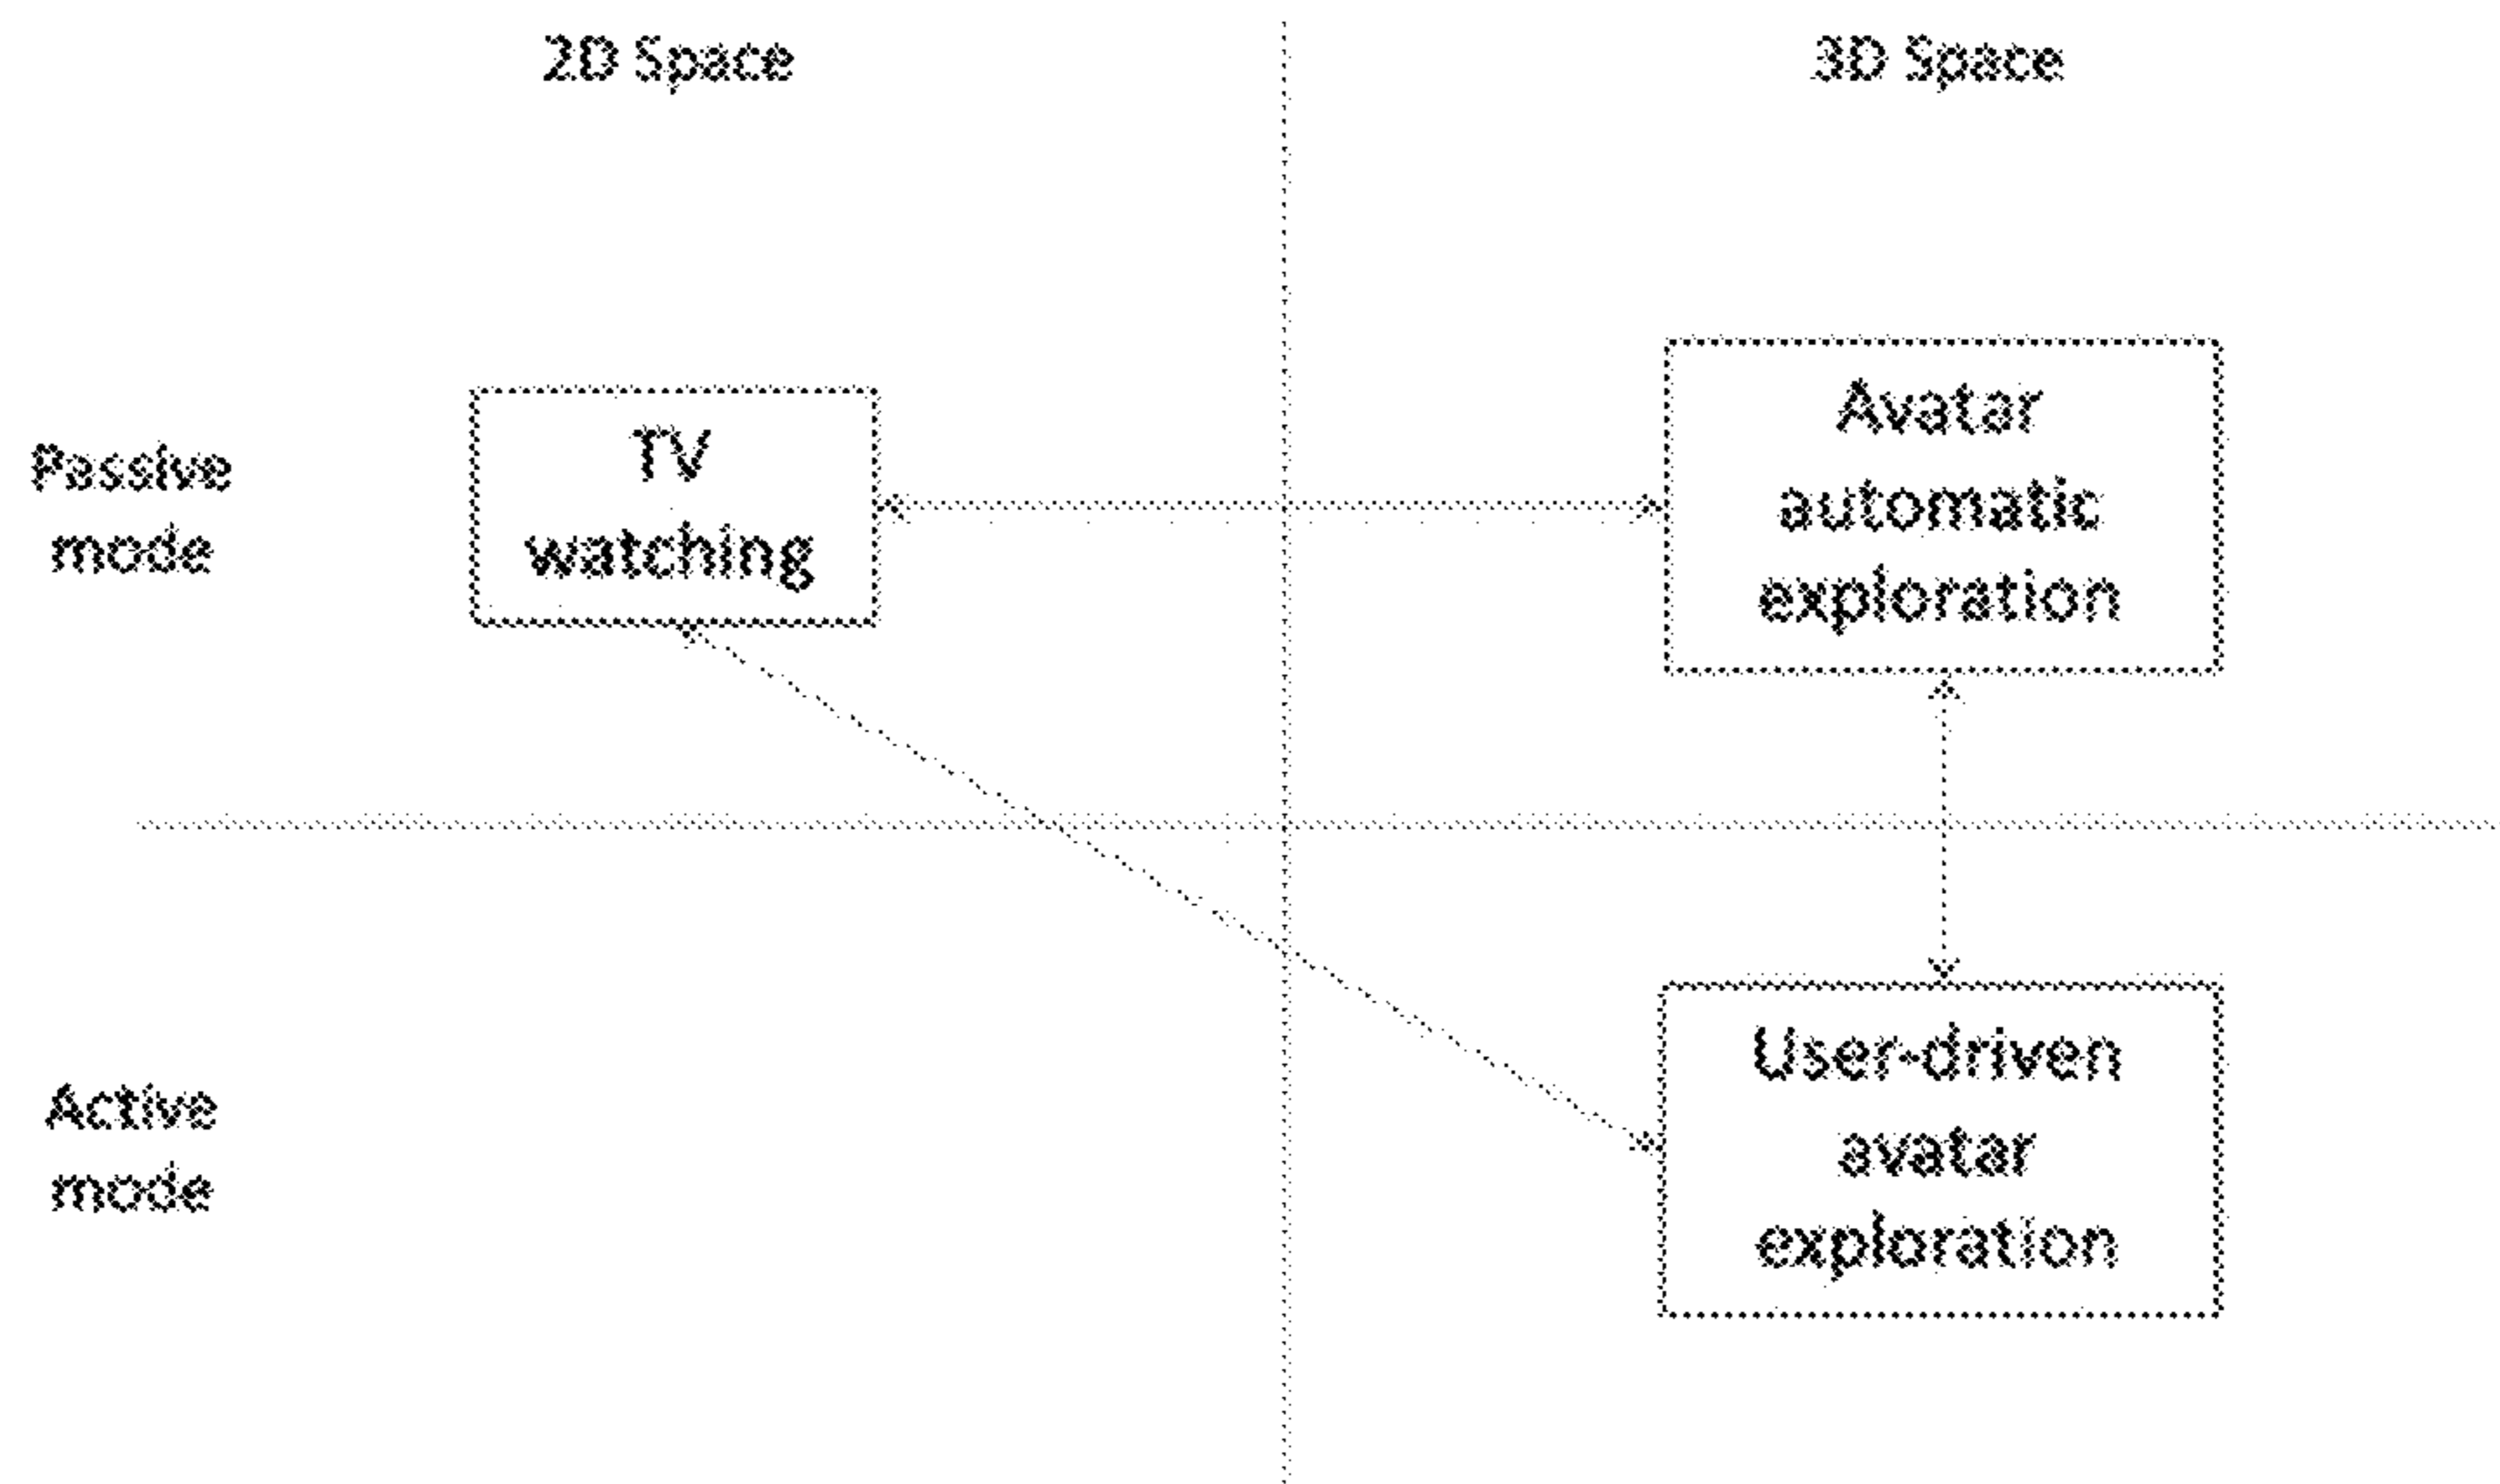 2D Space
3D Space
Passive
mode
TV
watching
Avatar
automatic
exploration
Active
mode
User-driven
avatar
exploration